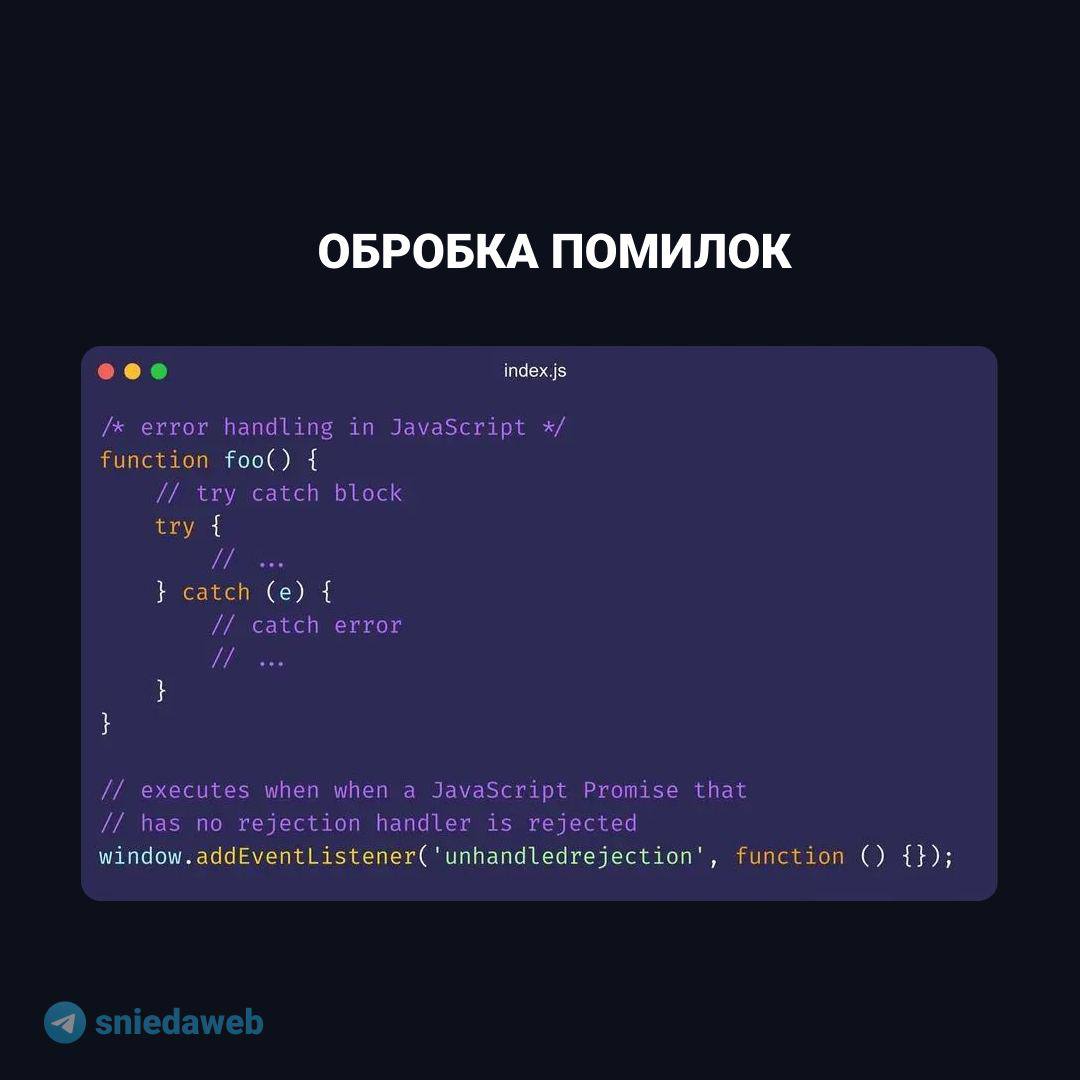 ОБРОБКА ПОМИЛОК
index.js
/* error handling in JavaScript */
function foo() {
    // try catch block
    try {
        // ...
    } catch (e) {
        // catch error
        // ...
    }
}
// executes when when a JavaScript Promise that
// has no rejection handler is rejected
window.addEventListener('unhandledrejection', function () {});
sniedaweb